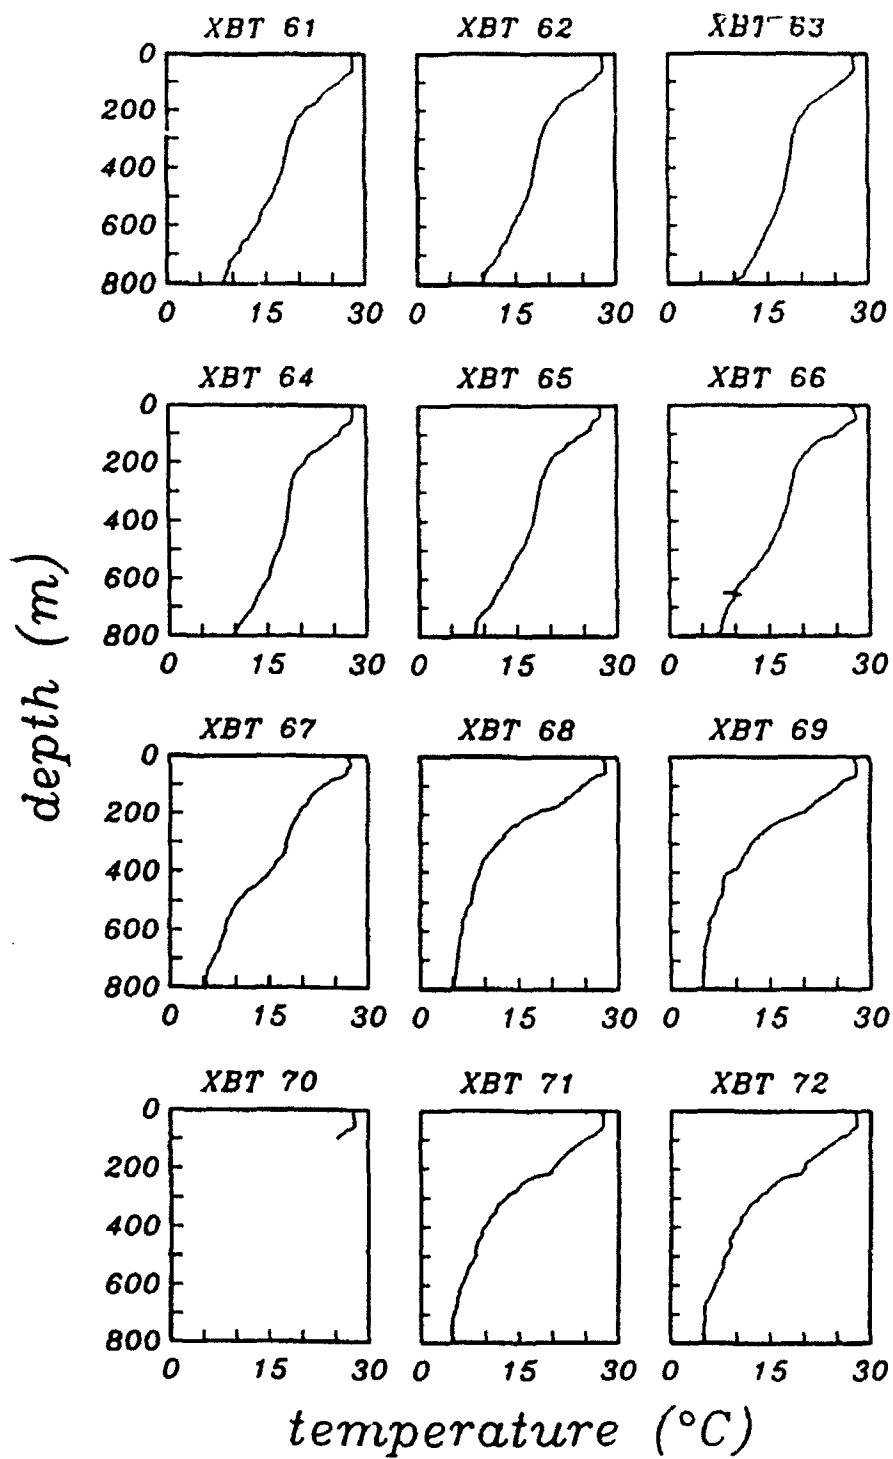 XBT 61 XBT 62 XBT 63
0
200
400
600
800
0 15 30 0 15 30 0 15 30
XBT 64 XBT 65 XBT 66
0
200
400
600
800
0 15 30 0 15 30 0 15 30
depth (m)
XBT 67 XBT 68 XBT 69
0
200
400
600
800
0 15 30 0 15 30 0 15 30
XBT 70 XBT 71 XBT 72
0
200
400
600
800
0 15 30 0 15 30 0 15 30
temperature (°C)